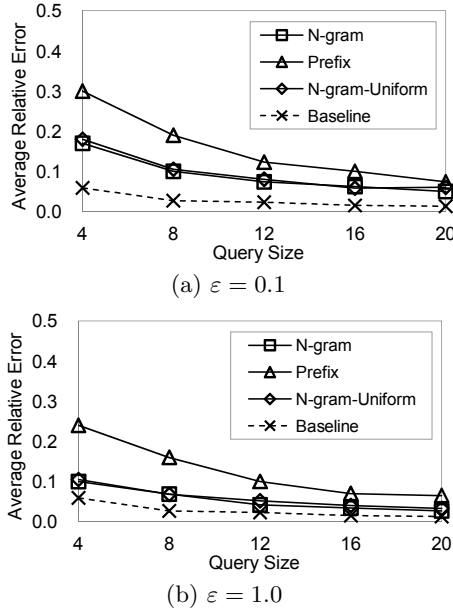 0.5
0.4
0.3
0.2
0.1
0.0
Average Relative Error
N-gram
Prefix
N-gram-Uniform
Baseline
4 8 12 16 20
Query Size
(a) ε = 0.1
0.5
0.4
0.3
0.2
0.1
0.0
Average Relative Error
N-gram
Prefix
N-gram-Uniform
Baseline
4 8 12 16 20
Query Size
(b) ε = 1.0